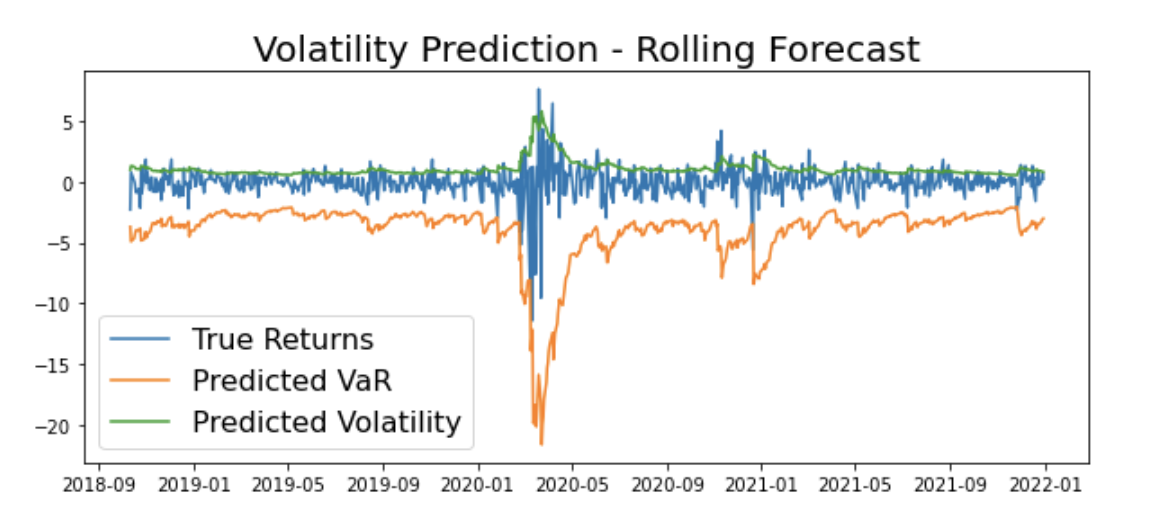 Volatility Prediction - Rolling Forecast
5
0
−5
−10
−15
−20
True Returns
Predicted VaR
Predicted Volatility
2018-09 2019-01 2019-05 2019-09 2020-01 2020-05 2020-09 2021-01 2021-05 2021-09 2022-01